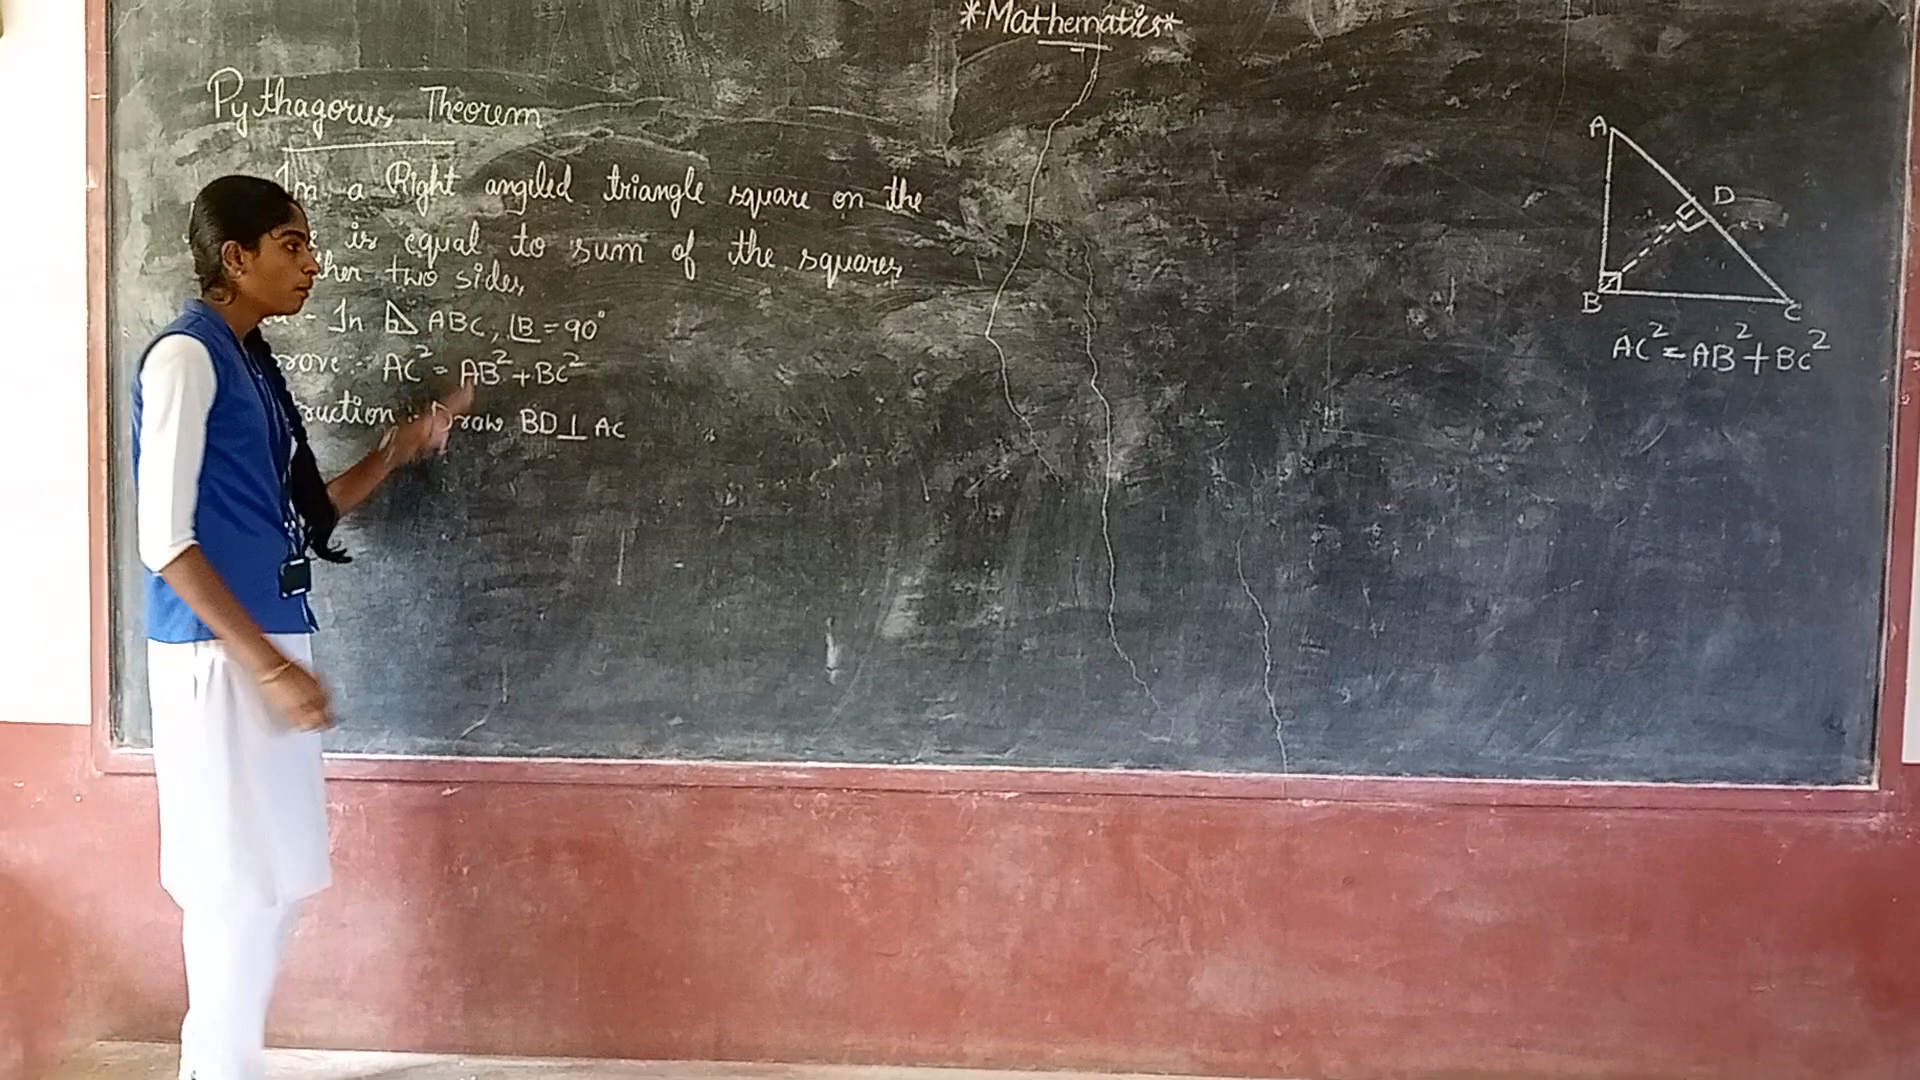 *Mathematics*
Pythagorus Theorem
In a Right angled triangle square on the
is equal to sum of the squares
two sides
- In ⊿ ABC, ∠B = 90°
:- AC² = AB² + BC²
: Draw BD ⊥ AC
A
D
B
C
AC² = AB² + BC²